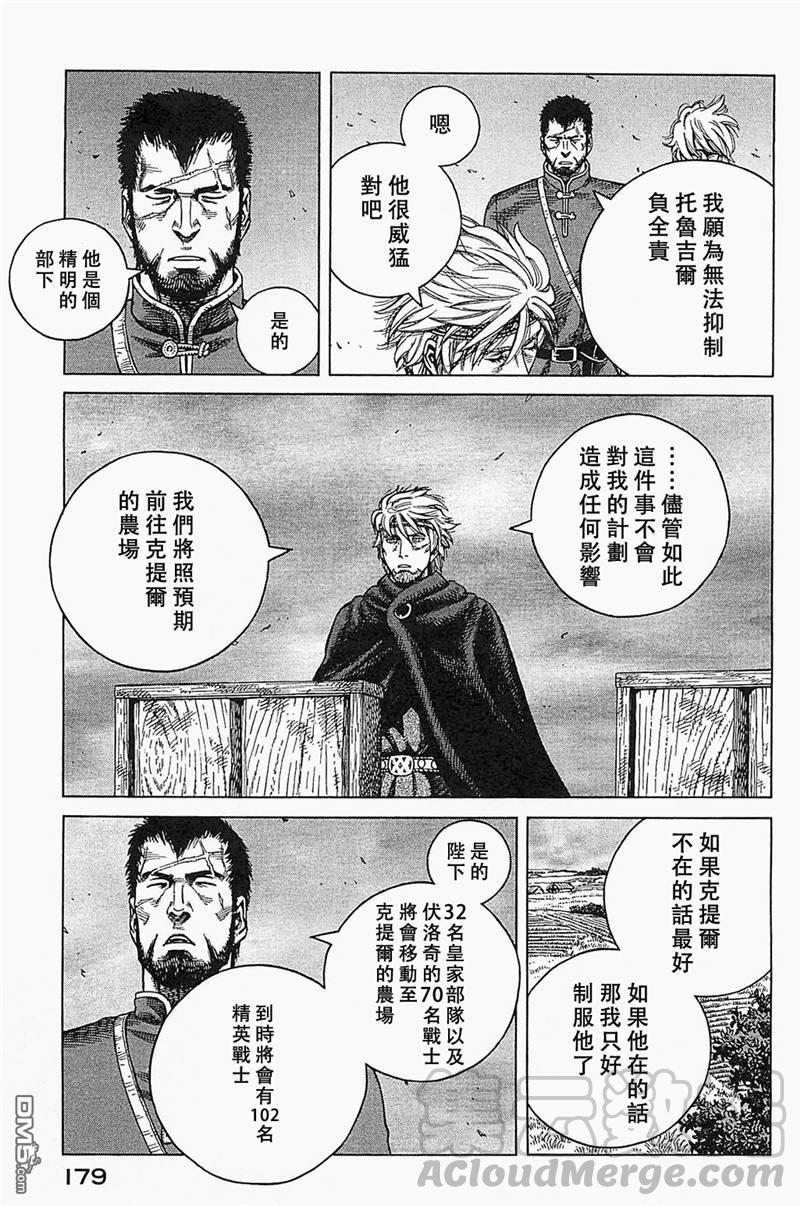 我願為無法抑制
托魯吉爾
負全責
嗯
他很威猛
對吧
是的
他是個
精明的
部下
……儘管如此
這件事不會
對我的計劃
造成任何影響
我們將照預期
前往克提爾
的農場
如果克提爾
不在的話最好
如果他在的話
那我只好
制服他了
是的
陛下
32名皇家部隊以及
伏洛奇的70名戰士
將會移動至
克提爾的農場
到時將會有
102名
精英戰士
179
DM5.com
集云数据
ACloudMerge.com